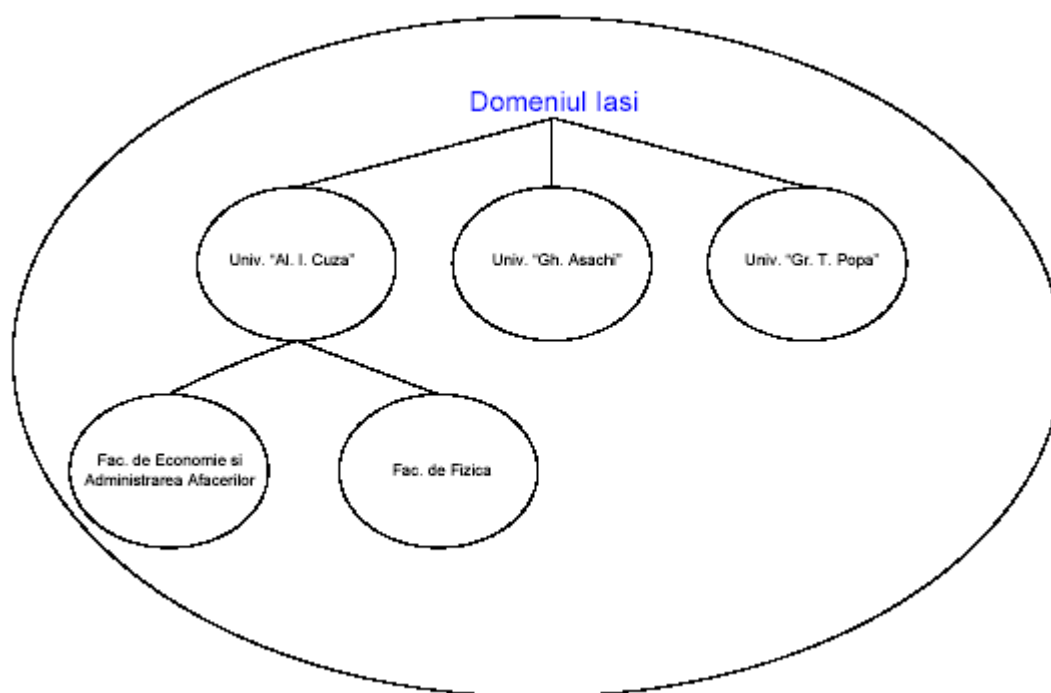 Domeniul Iasi
Univ. "Al. I. Cuza"
Univ. "Gh. Asachi"
Univ. "Gr. T. Popa"
Fac. de Economie si
Administrarea Afacerilor
Fac. de Fizica